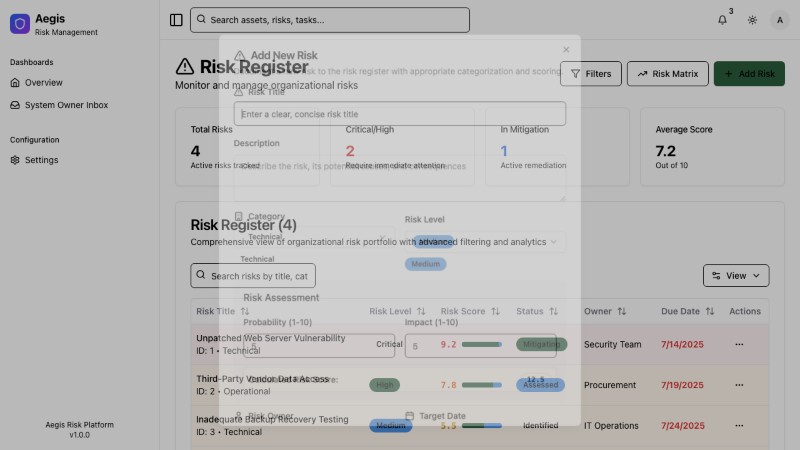 Aegis
Risk Management
Dashboards
Overview
System Owner Inbox
Configuration
Settings
Aegis Risk Platform
v1.0.0
Search assets, risks, tasks...
3
A
Risk Register
Monitor and manage organizational risks
Filters
Risk Matrix
Add Risk
Total Risks
4
Active risks tracked
Critical/High
2
Require immediate attention
In Mitigation
1
Active remediation
Average Score
7.2
Out of 10
Risk Register (4)
Comprehensive view of organizational risk portfolio with advanced filtering and analytics
Search risks by title, cat
View
Risk Title Risk Level Risk Score Status Owner Due Date Actions
Unpatched Web Server Vulnerability
ID: 1 • Technical
Critical 9.2 Mitigating Security Team 7/14/2025
Third-Party Vendor Data Access
ID: 2 • Operational
High 7.8 Assessed Procurement 7/19/2025
Inadequate Backup Recovery Testing
ID: 3 • Technical
Medium 5.5 Identified IT Operations 7/24/2025
Add New Risk
risk to the risk register with appropriate categorization and scoring.
Risk Title
Enter a clear, concise risk title
Description
Describe the risk, its potential causes, and consequences
Category
Technical
Technical
Risk Level
Medium
Risk Assessment
Probability (1-10)
5
Impact (1-10)
5
Calculated Risk Score:
12.5
Risk Owner
Target Date